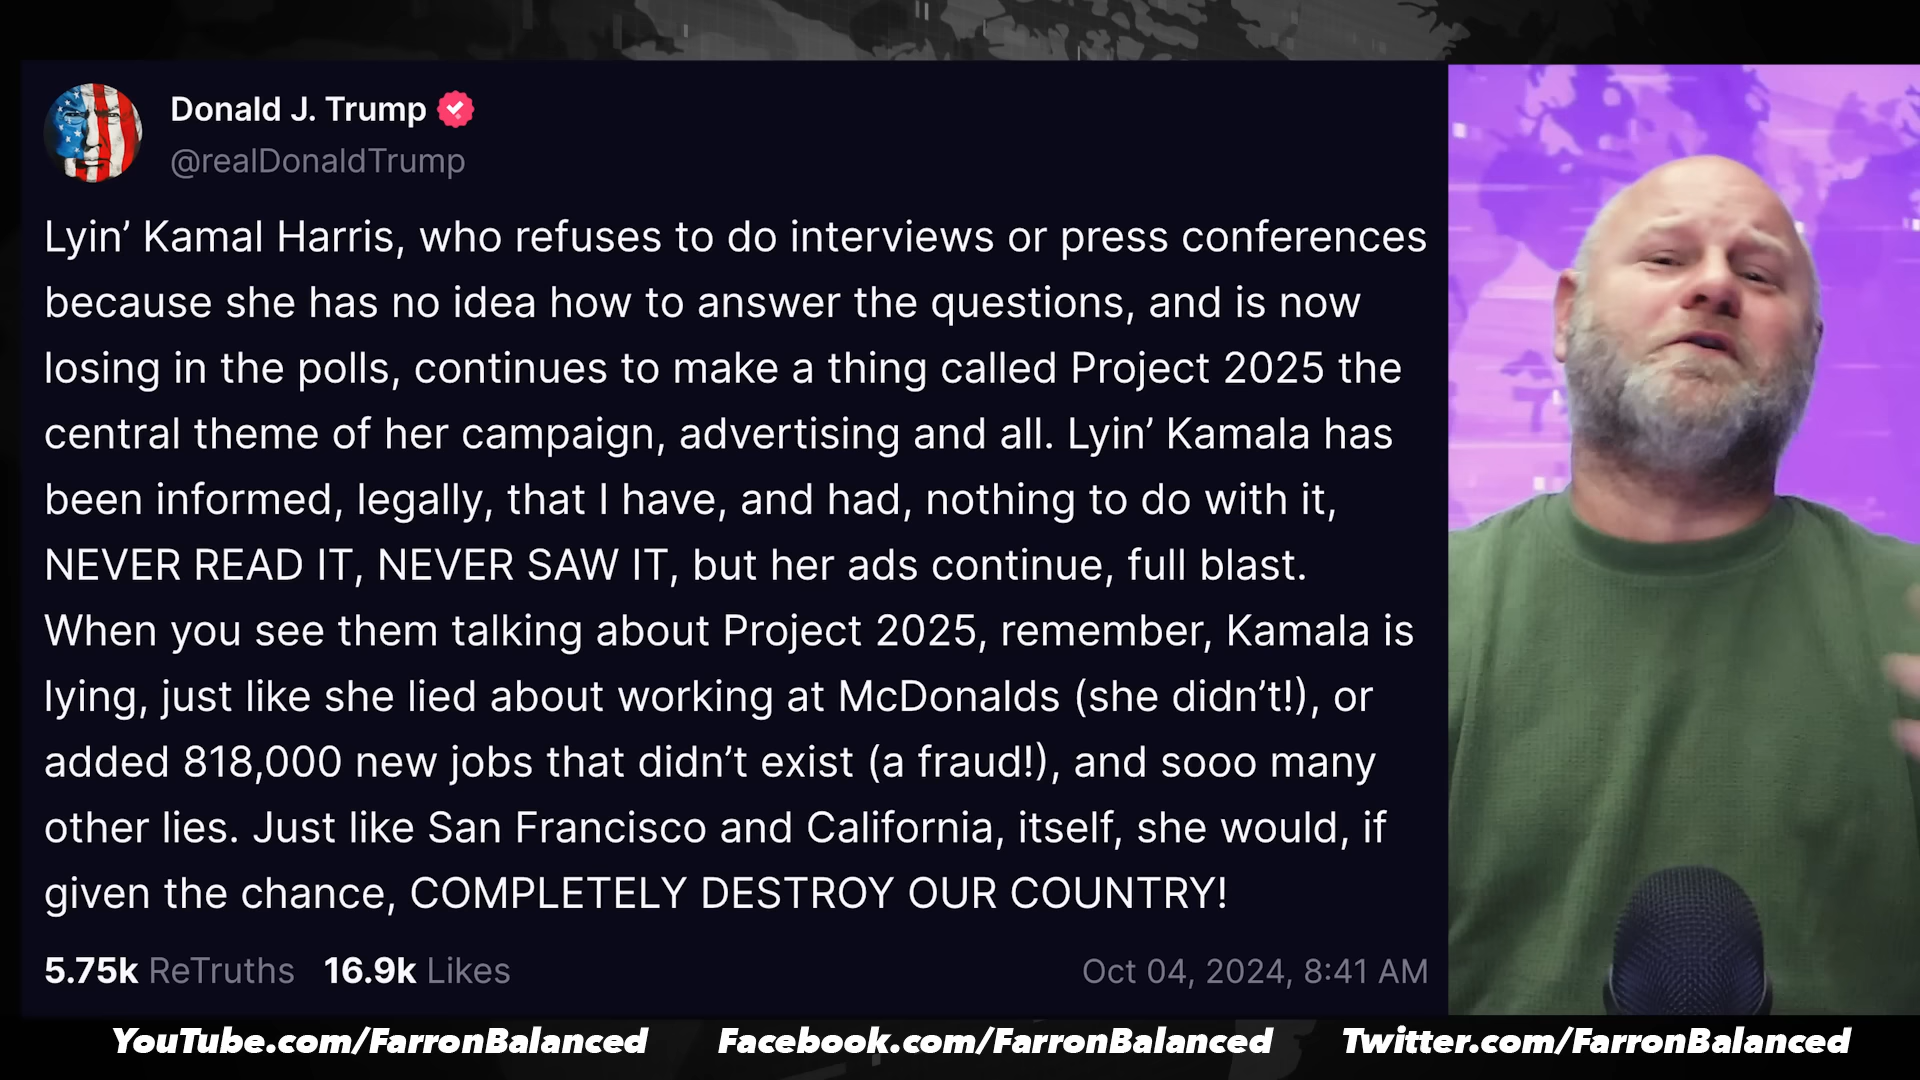 Donald J. Trump
@realDonaldTrump
Lyin’ Kamal Harris, who refuses to do interviews or press conferences
because she has no idea how to answer the questions, and is now
losing in the polls, continues to make a thing called Project 2025 the
central theme of her campaign, advertising and all. Lyin’ Kamala has
been informed, legally, that I have, and had, nothing to do with it,
NEVER READ IT, NEVER SAW IT, but her ads continue, full blast.
When you see them talking about Project 2025, remember, Kamala is
lying, just like she lied about working at McDonalds (she didn’t!), or
added 818,000 new jobs that didn’t exist (a fraud!), and sooo many
other lies. Just like San Francisco and California, itself, she would, if
given the chance, COMPLETELY DESTROY OUR COUNTRY!
5.75k ReTruths 16.9k Likes Oct 04, 2024, 8:41 AM
YouTube.com/FarronBalanced Facebook.com/FarronBalanced Twitter.com/FarronBalanced